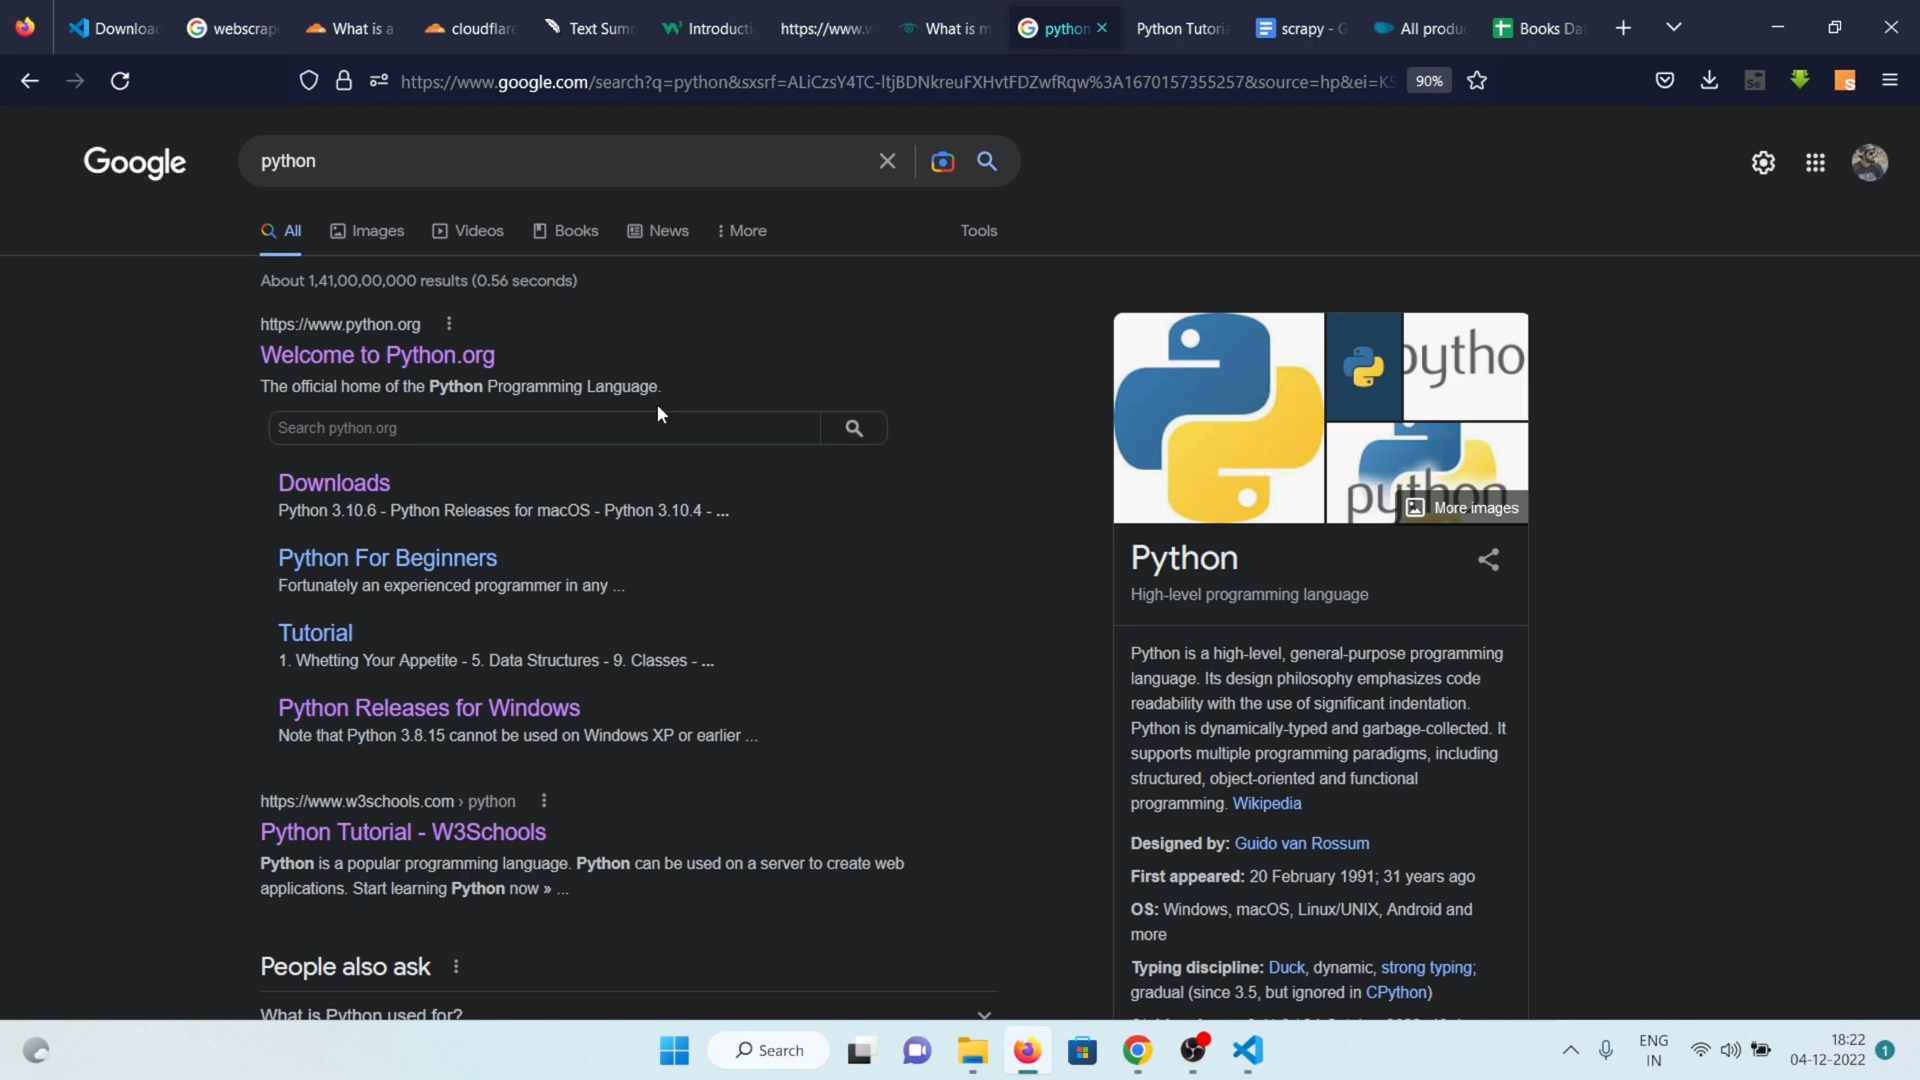 Download
webscrap
What is a
cloudflare
Text Sum
Introduct
https://www.w
What is m
python
Python Tutori
scrapy - G
All produ
Books Da
https://www.google.com/search?q=python&sxsrf=ALiCzsY4TC-ltjBDNkreuFXHvtFDZwfRqw%3A1670157355257&source=hp&ei=K
90%
Google
python
All
Images
Videos
Books
News
More
Tools
About 1,41,00,00,000 results (0.56 seconds)
https://www.python.org
Welcome to Python.org
The official home of the Python Programming Language.
Search python.org
Downloads
Python 3.10.6 - Python Releases for macOS - Python 3.10.4 - ...
Python For Beginners
Fortunately an experienced programmer in any ...
Tutorial
1. Whetting Your Appetite - 5. Data Structures - 9. Classes - ...
Python Releases for Windows
Note that Python 3.8.15 cannot be used on Windows XP or earlier ...
https://www.w3schools.com › python
Python Tutorial - W3Schools
Python is a popular programming language. Python can be used on a server to create web
applications. Start learning Python now » ...
People also ask
What is Python used for?
pytho
python
More images
Python
High-level programming language
Python is a high-level, general-purpose programming
language. Its design philosophy emphasizes code
readability with the use of significant indentation.
Python is dynamically-typed and garbage-collected. It
supports multiple programming paradigms, including
structured, object-oriented and functional
programming. Wikipedia
Designed by: Guido van Rossum
First appeared: 20 February 1991; 31 years ago
OS: Windows, macOS, Linux/UNIX, Android and
more
Typing discipline: Duck, dynamic, strong typing;
gradual (since 3.5, but ignored in CPython)
Search
ENG
IN
18:22
04-12-2022
1